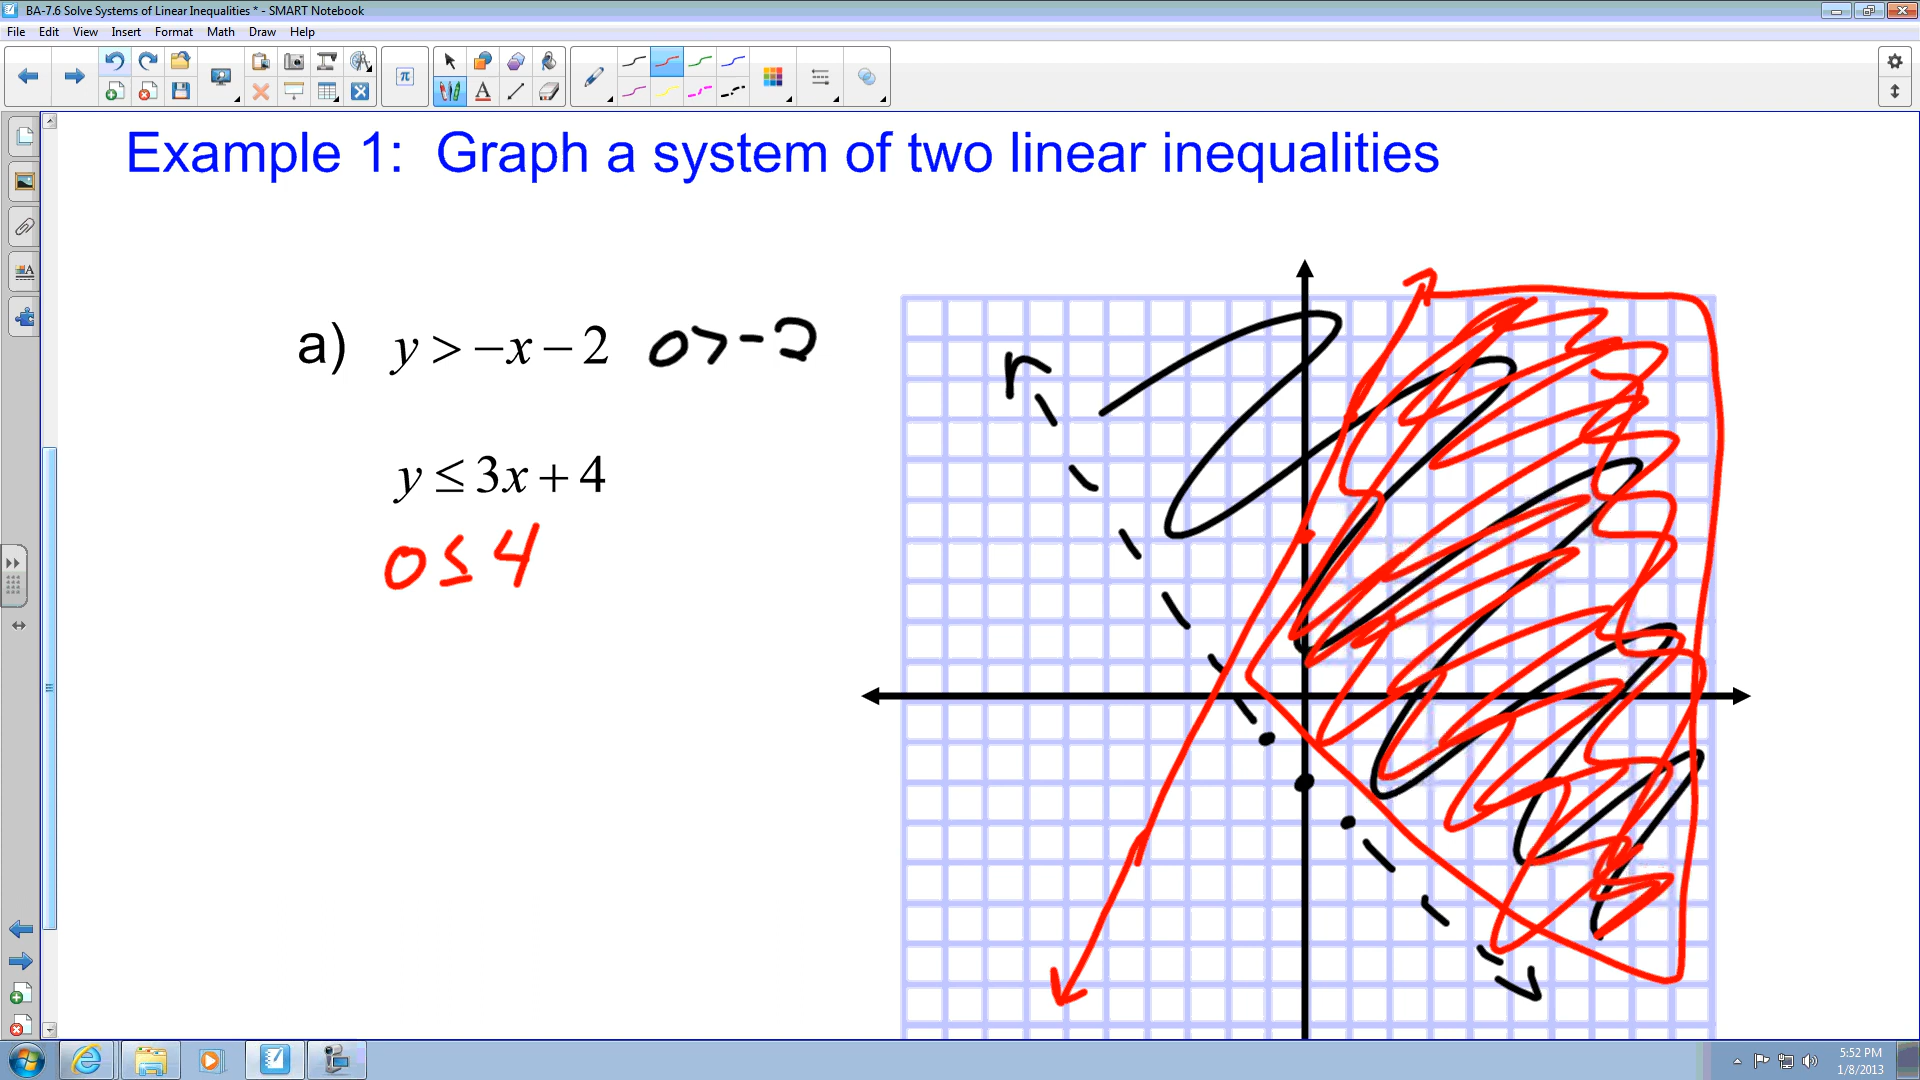 BA-7.6 Solve Systems of Linear Inequalities * - SMART Notebook
File Edit View Insert Format Math Draw Help
Example 1: Graph a system of two linear inequalities
a) y > −x − 2 0>-2
y ≤ 3x + 4
0≤4
5:52 PM
1/8/2013